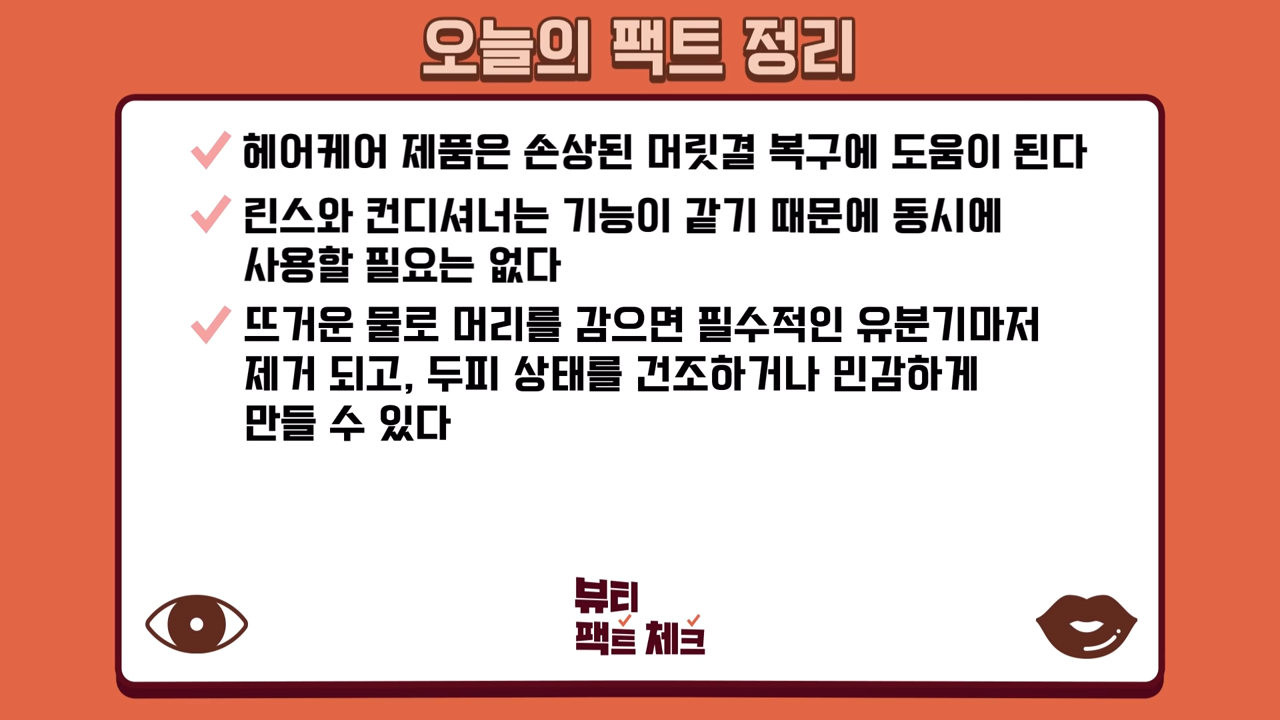 오늘의 팩트 정리
헤어케어 제품은 손상된 머릿결 복구에 도움이 된다
린스와 컨디셔너는 기능이 같기 때문에 동시에
사용할 필요는 없다
뜨거운 물로 머리를 감으면 필수적인 유분기마저
제거 되고, 두피 상태를 건조하거나 민감하게
만들 수 있다
뷰티
팩트 체크